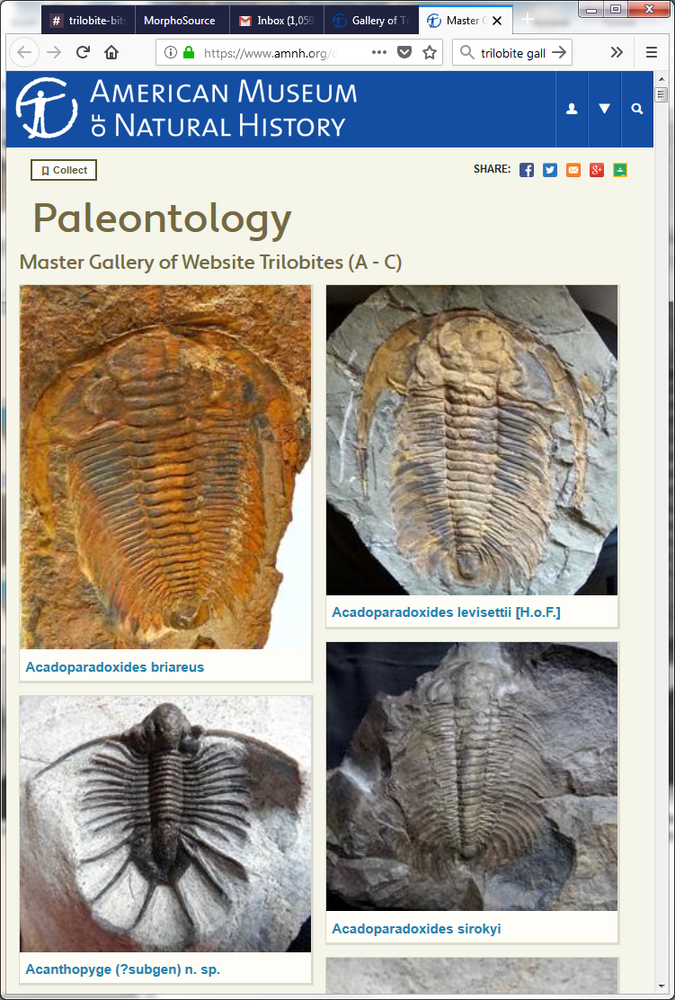 # trilobite-bit
MorphoSource
Inbox (1,059
Gallery of T
Master G
https://www.amnh.org/
trilobite gall
AMERICAN MUSEUM
OF NATURAL HISTORY
Collect
SHARE:
Paleontology
Master Gallery of Website Trilobites (A - C)
Acadoparadoxides briareus
Acadoparadoxides levisettii [H.o.F.]
Acanthopyge (?subgen) n. sp.
Acadoparadoxides sirokyi